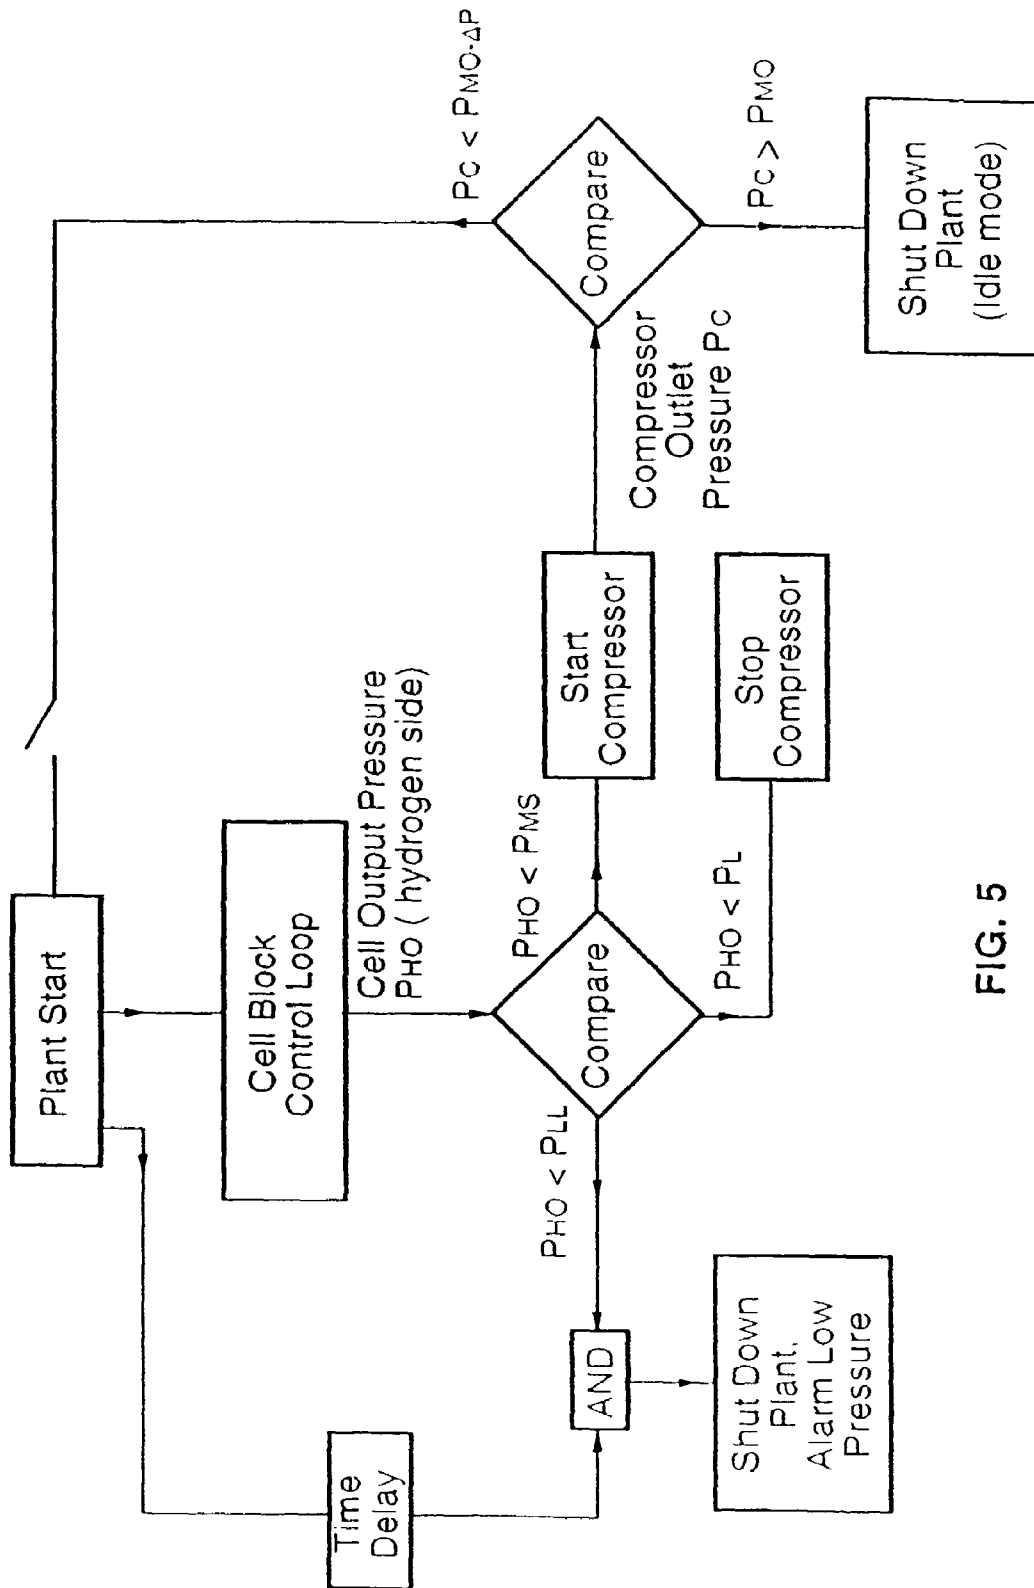 Plant Start
Cell Block
Control Loop
Cell Output Pressure
PHO ( hydrogen side)
Time
Delay
PHO < PLL
Compare
PHO < PMS
PHO < PL
AND
Shut Down
Plant,
Alarm Low
Pressure
Start
Compressor
Stop
Compressor
Compressor
Outlet
Pressure PC
Compare
PC < PMO-ΔP
PC > PMO
Shut Down
Plant
(Idle mode)
FIG. 5